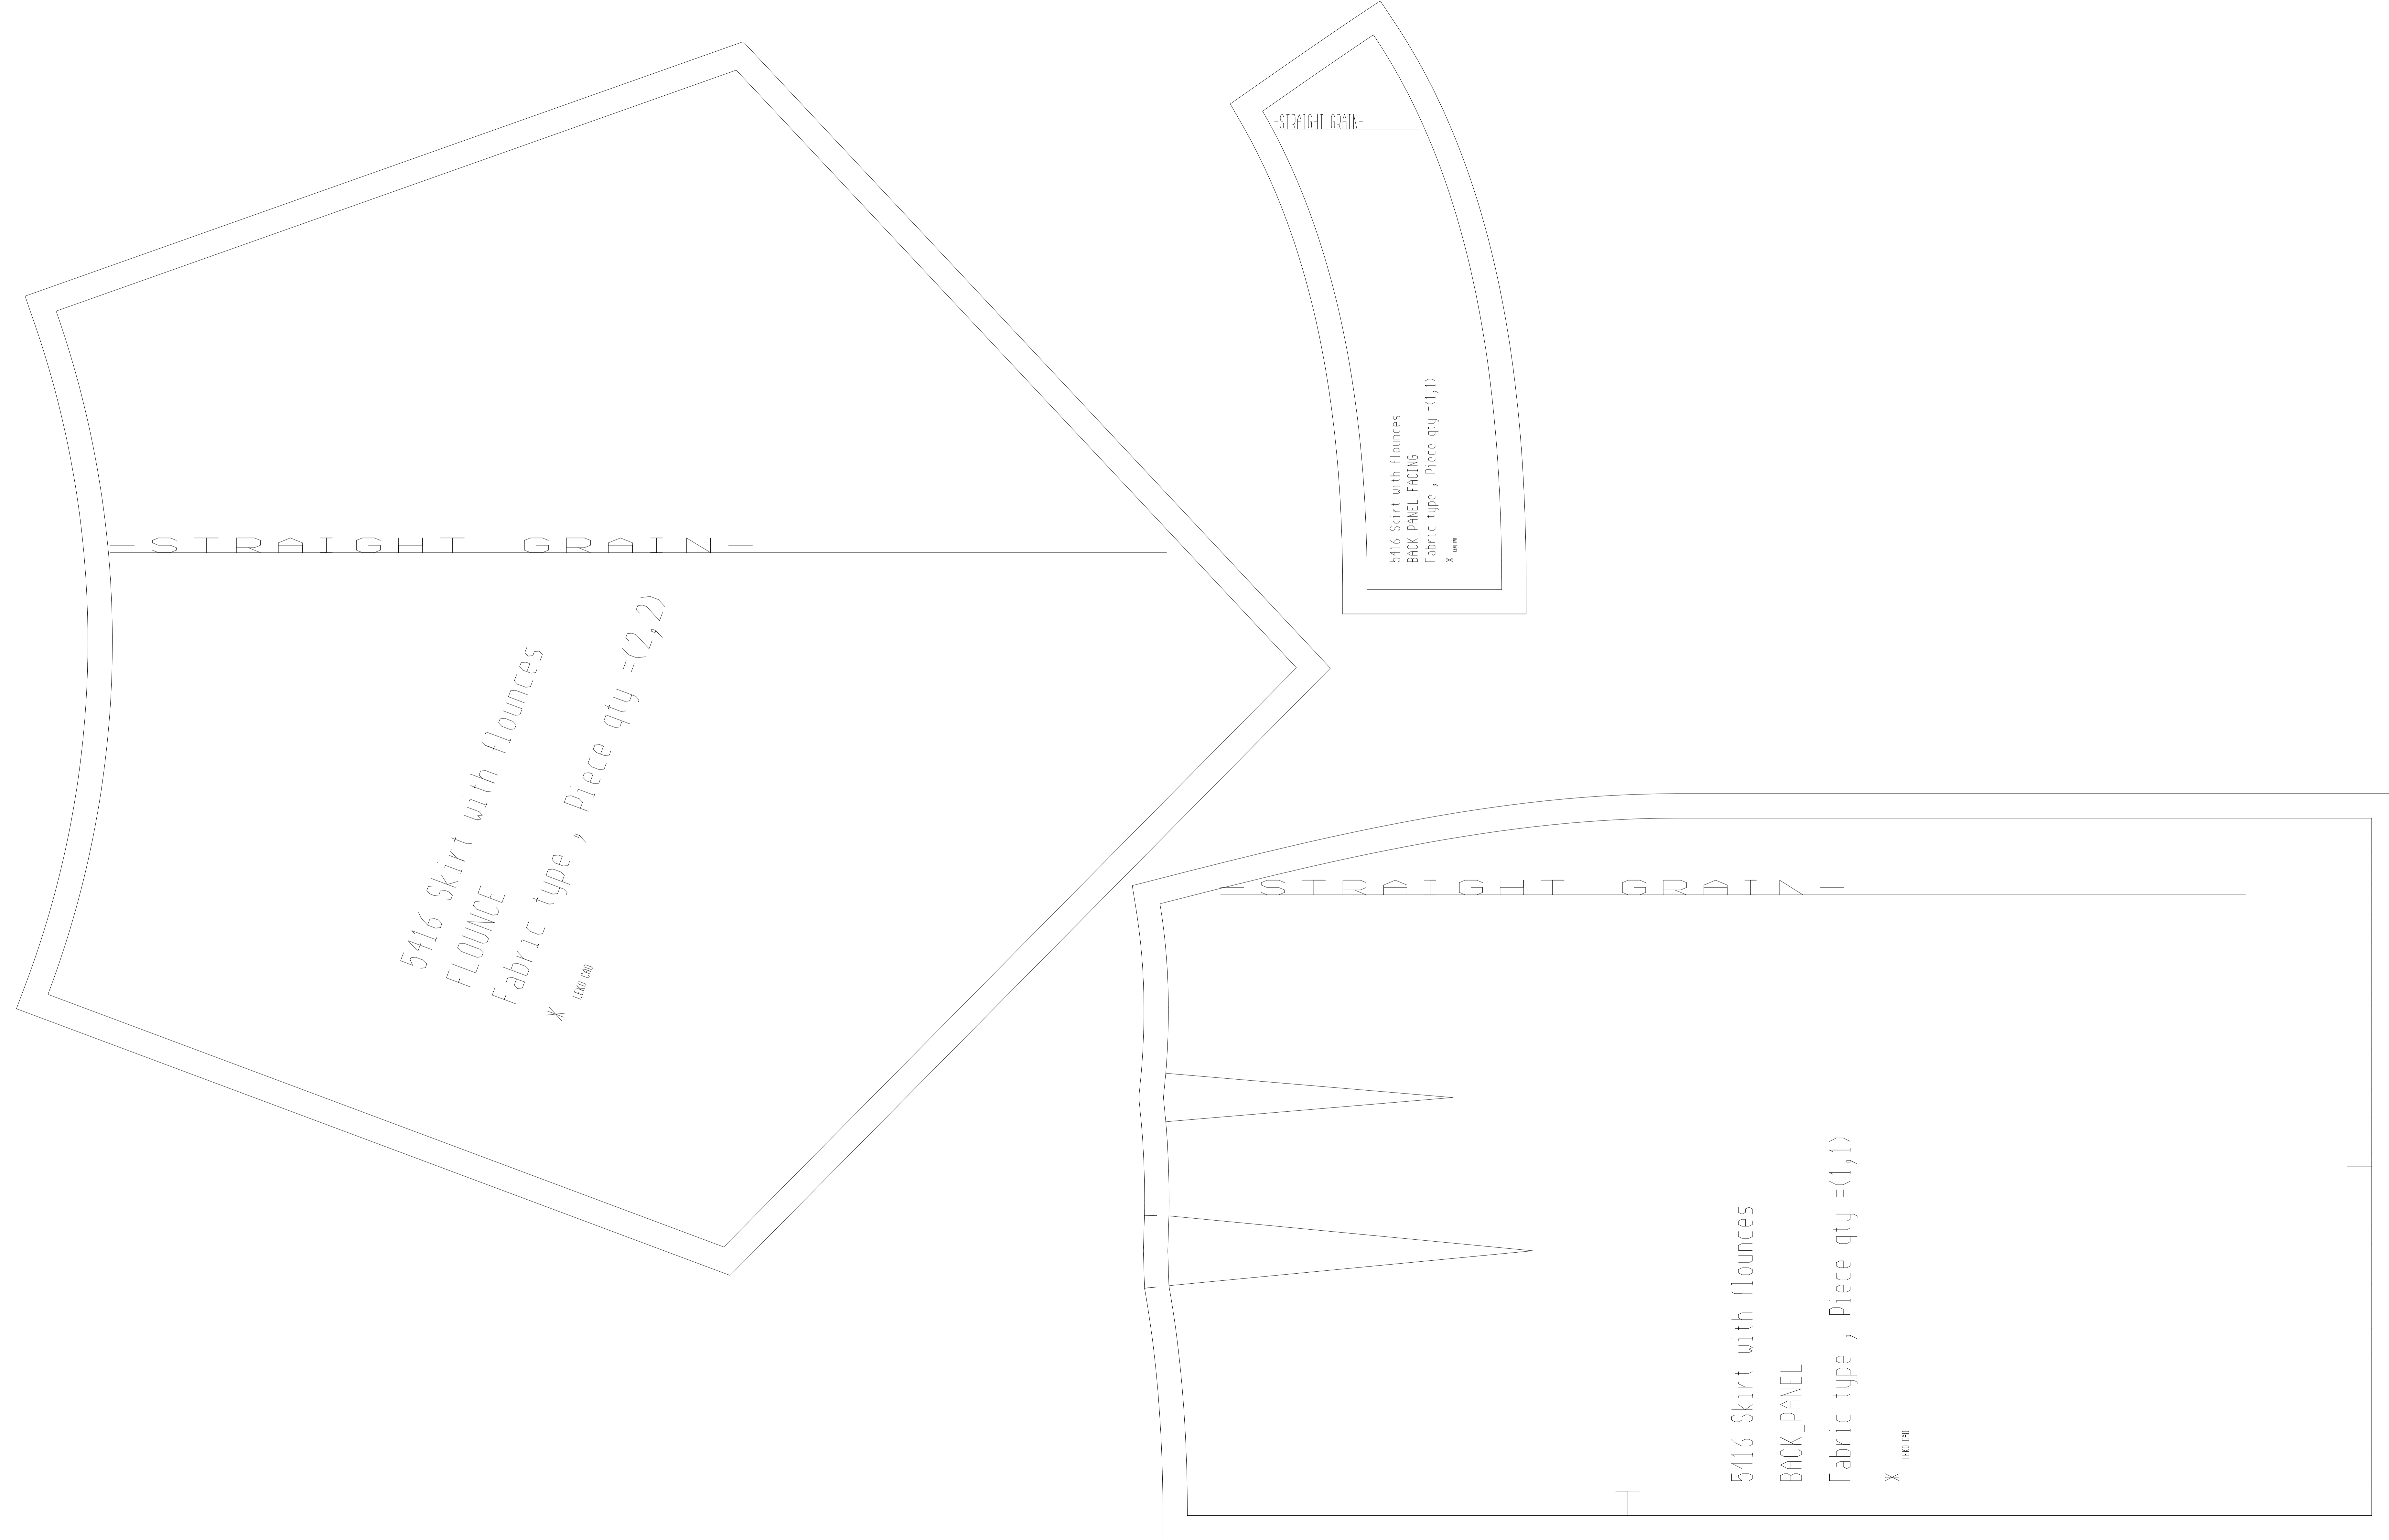 -STRAIGHT GRAIN-
5416 Skirt with flounces
BACK_PANEL_FACING
Fabric type , Piece qty =(1,1)
X LEKO CAD
-STRAIGHT GRAIN-
5416 Skirt with flounces
FLOUNCE
Fabric type , Piece qty =(2,2)
X LEKO CAD
-STRAIGHT GRAIN-
5416 Skirt with flounces
BACK_PANEL
Fabric type , Piece qty =(1,1)
X LEKO CAD